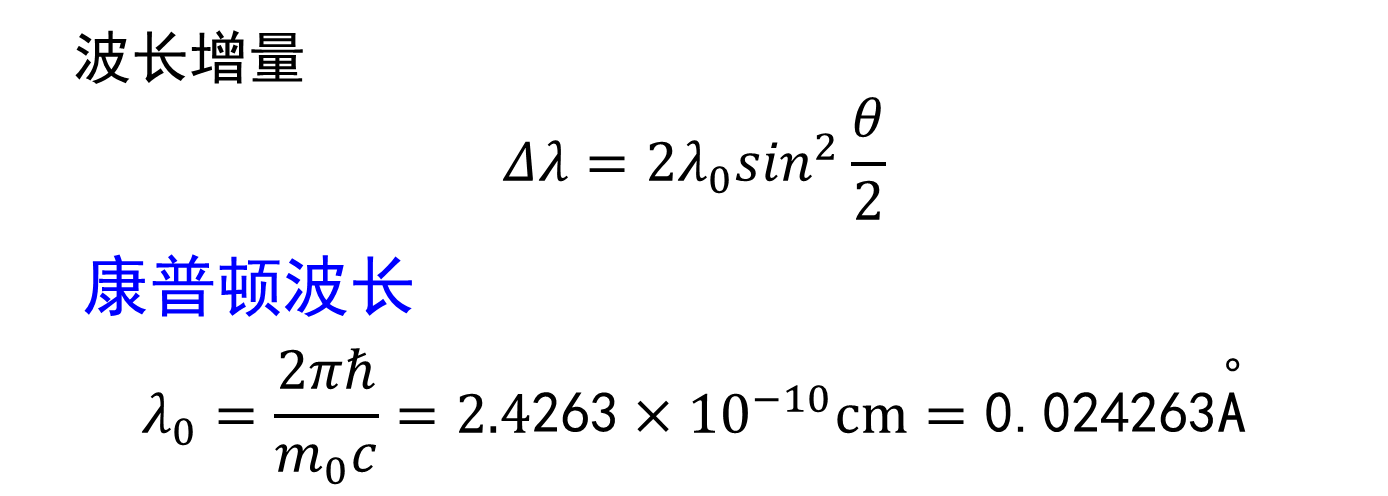 波长增量
Δλ = 2λ₀sin² θ/2
康普顿波长
λ₀ = 2πħ/m₀c = 2.4263 × 10⁻¹⁰cm = 0.024263Å